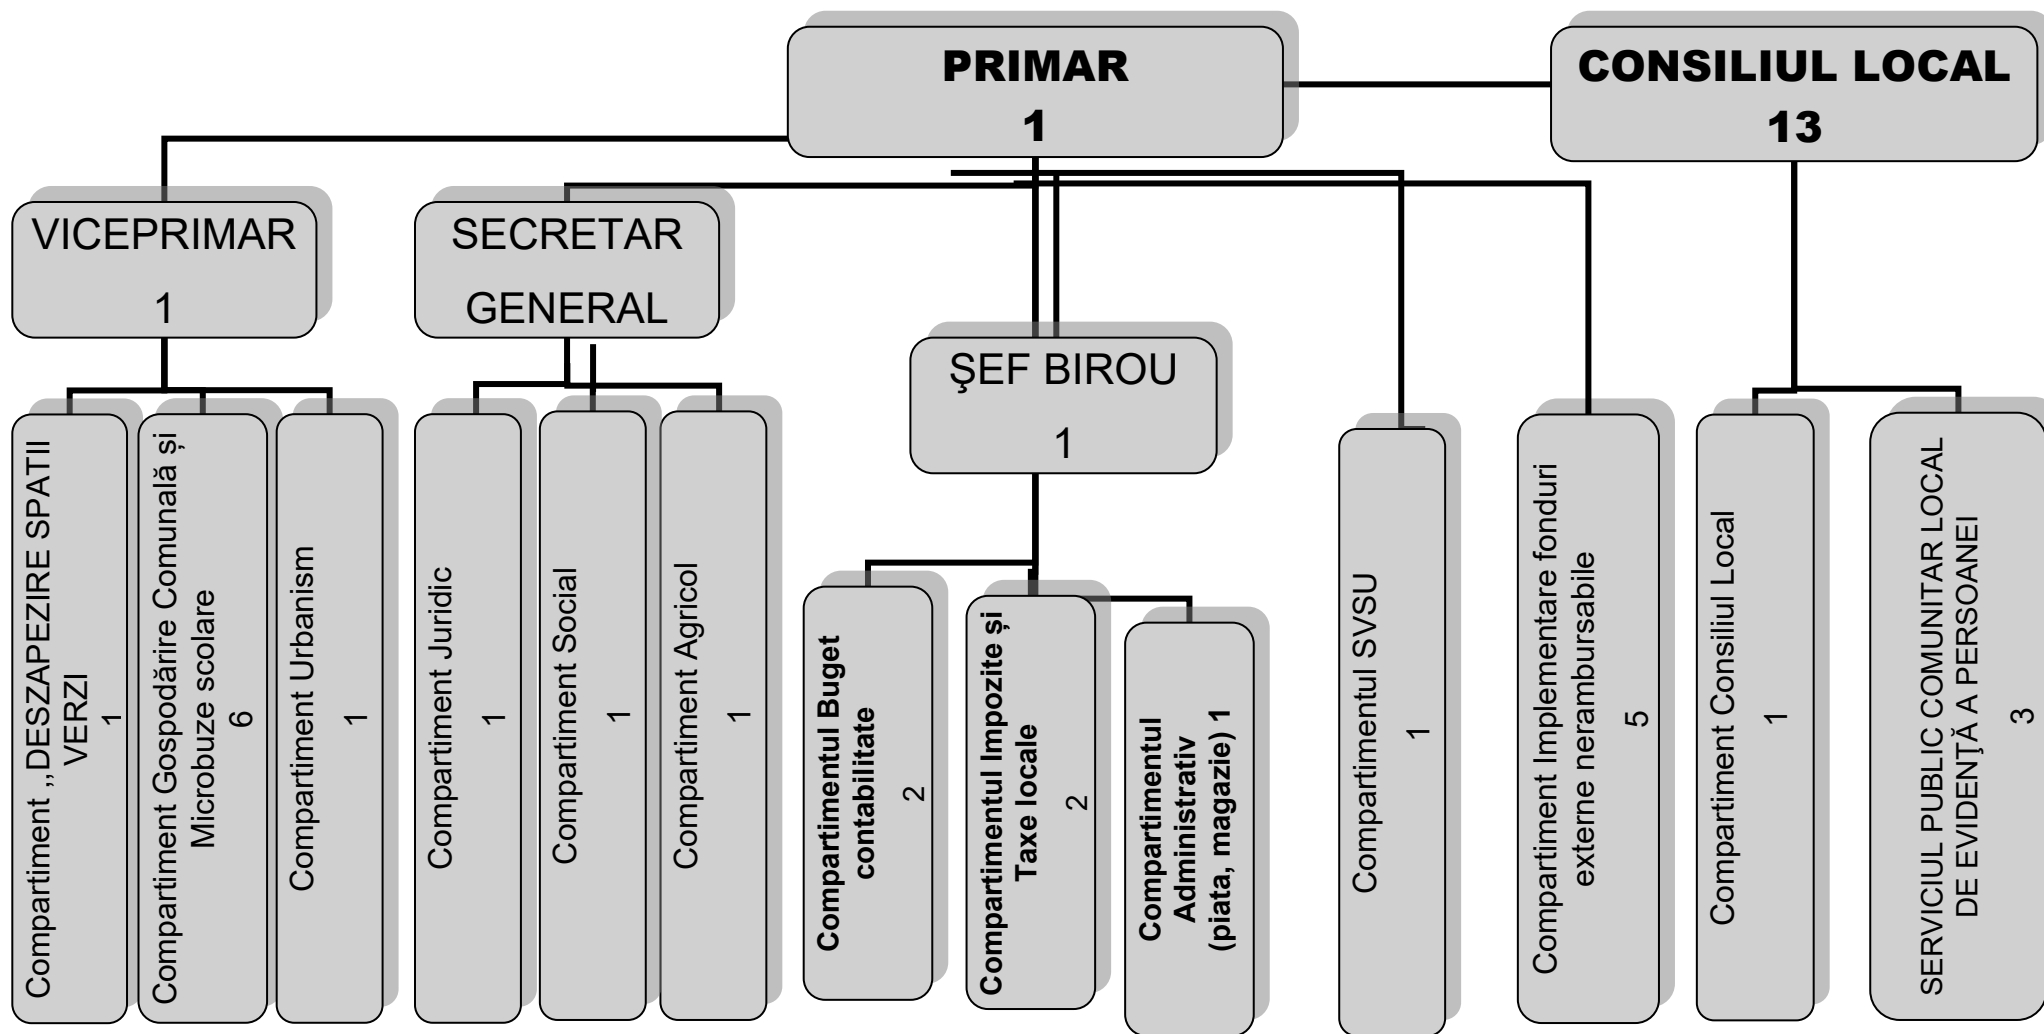 PRIMAR
1
CONSILIUL LOCAL
13
VICEPRIMAR
1
SECRETAR
GENERAL
ŞEF BIROU
1
Compartiment ,,DESZAPEZIRE SPATII
VERZI
1
Compartiment Gospodărire Comunală și
Microbuze scolare
6
Compartiment Urbanism
1
Compartiment Juridic
1
Compartiment Social
1
Compartiment Agricol
1
Compartimentul Buget
contabilitate
2
Compartimentul Impozite și
Taxe locale
2
Compartimentul
Administrativ
(piata, magazie) 1
Compartimentul SVSU
1
Compartiment Implementare fonduri
externe nerambursabile
5
Compartiment Consiliul Local
1
SERVICIUL PUBLIC COMUNITAR LOCAL
DE EVIDENŢĂ A PERSOANEI
3